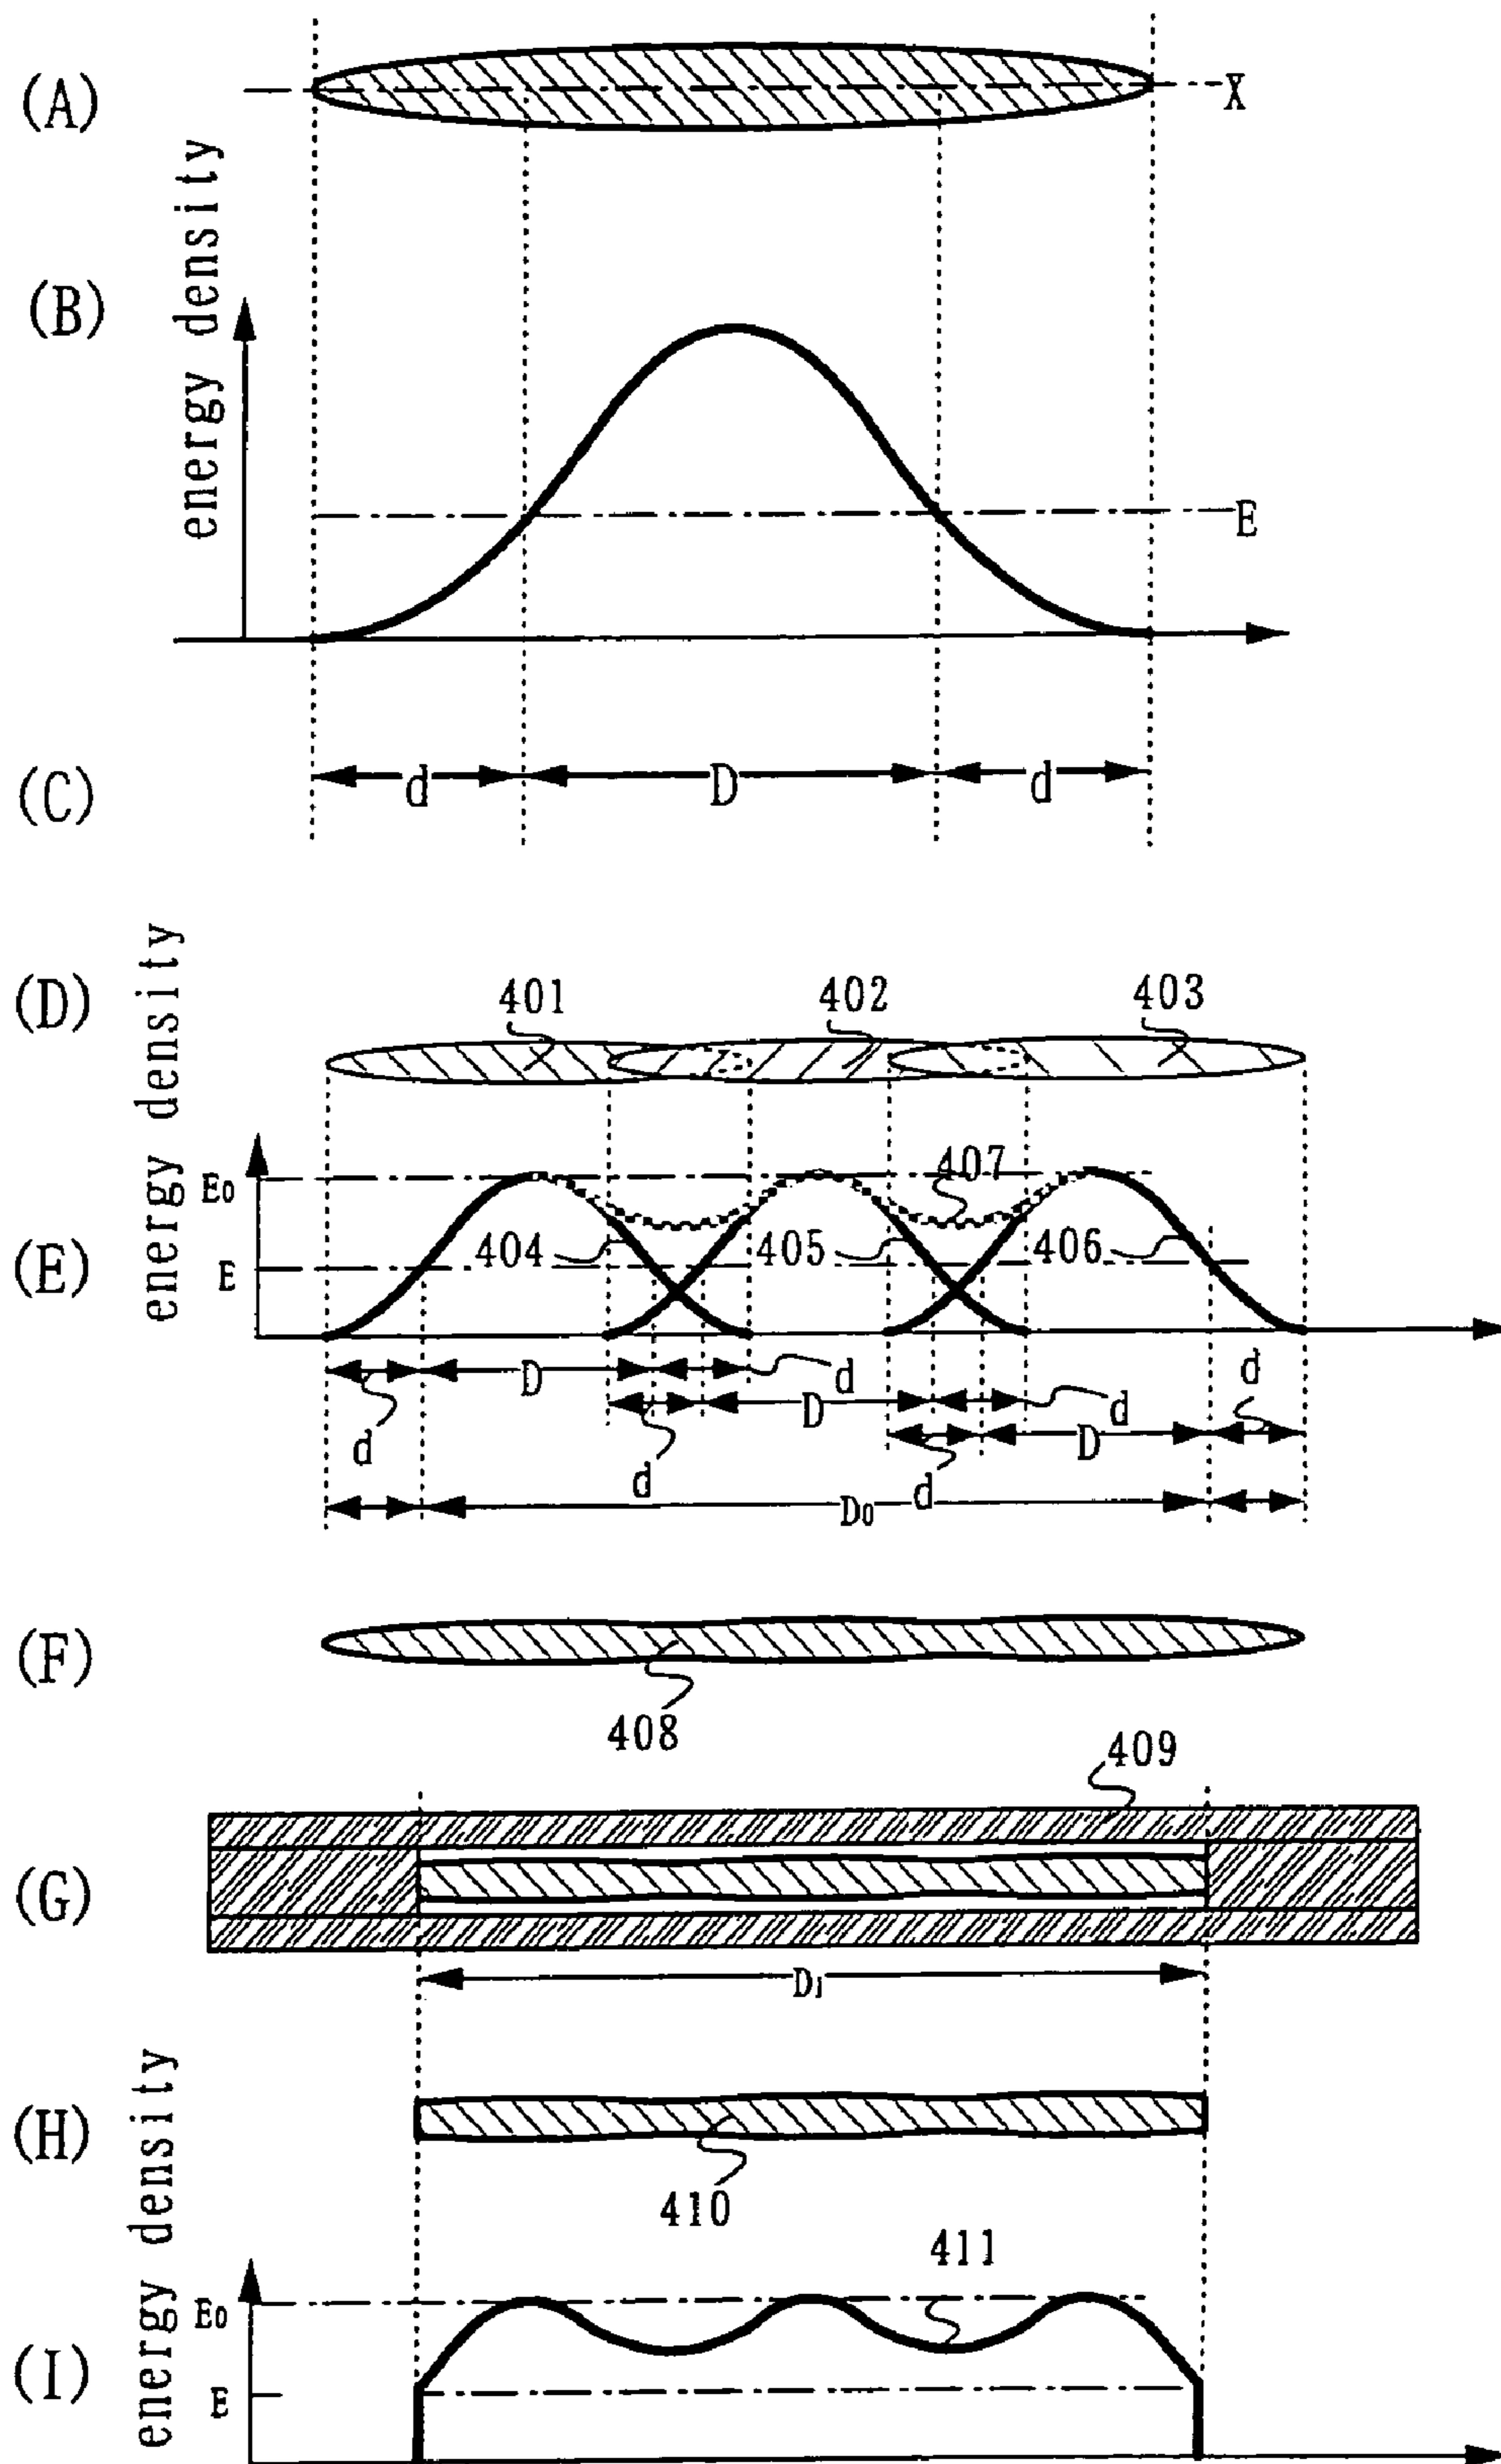 (A)
X
(B)
energy density
E
(C)
d
D
d
(D)
energy density
401
402
403
(E)
E0
407
404
405
406
E
D
d
d
D
d
d
D
d
d
D0
(F)
408
409
(G)
D1
(H)
energy density
410
411
E0
(I)
E